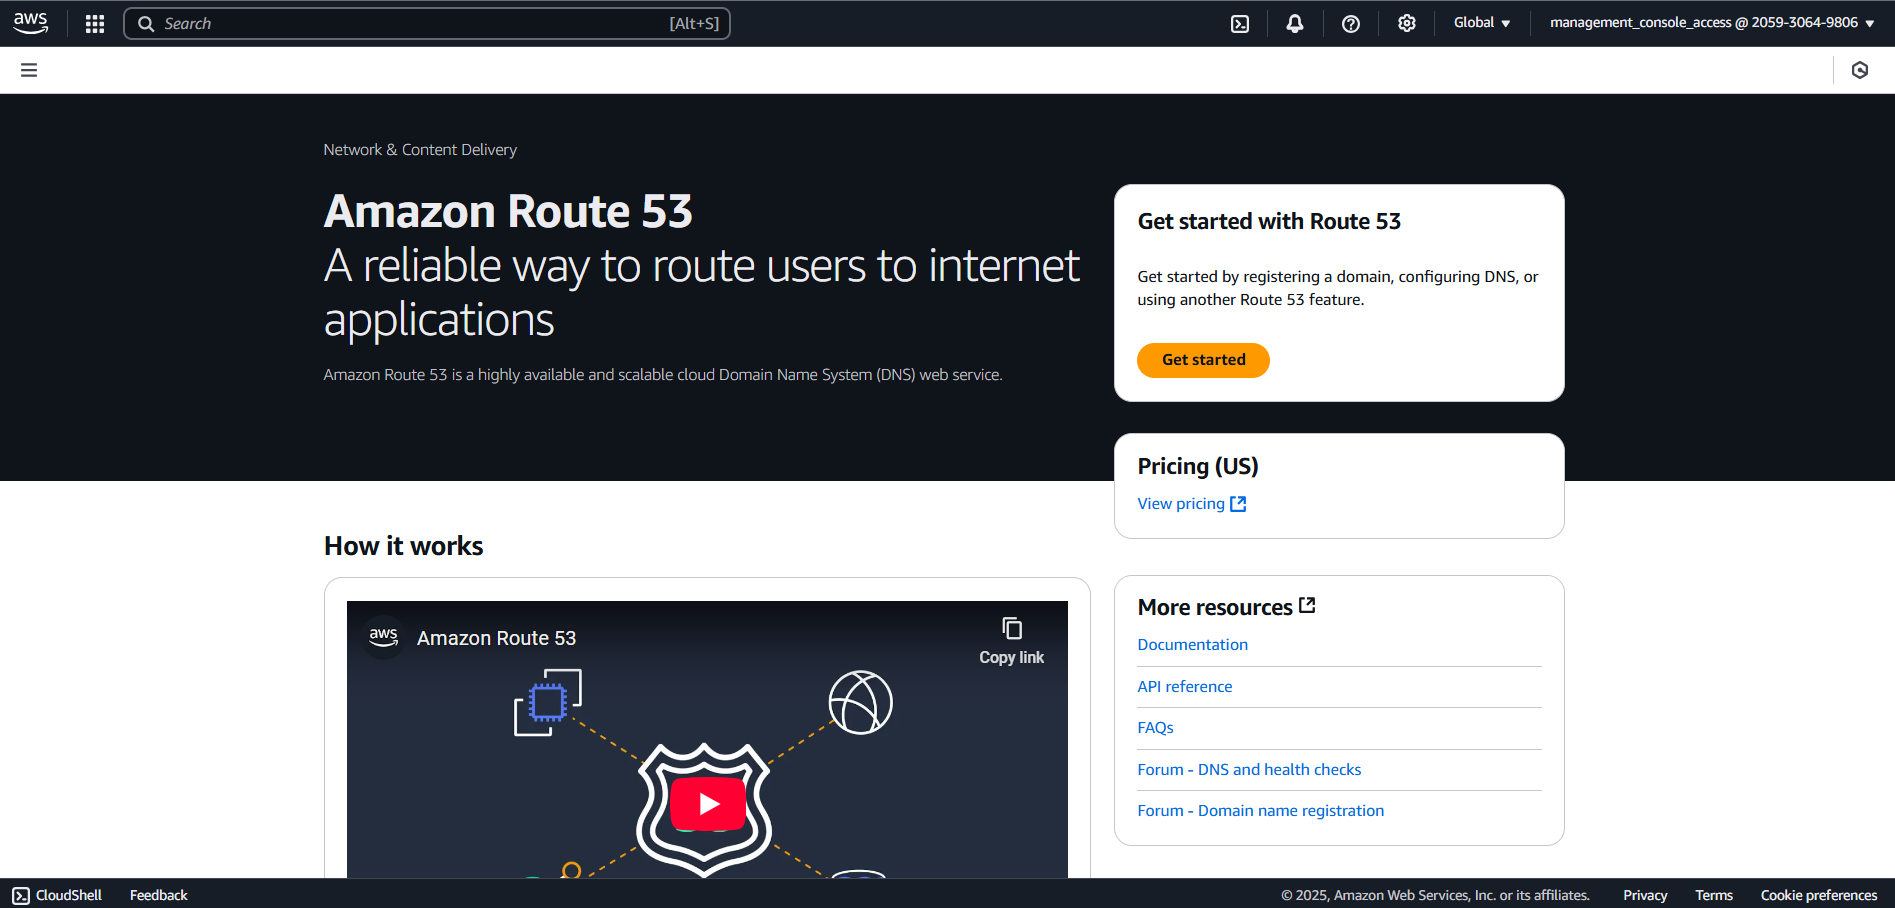 aws
Search [Alt+S]
Global
management_console_access @ 2059-3064-9806
Network & Content Delivery
Amazon Route 53
A reliable way to route users to internet
applications
Amazon Route 53 is a highly available and scalable cloud Domain Name System (DNS) web service.
Get started with Route 53
Get started by registering a domain, configuring DNS, or
using another Route 53 feature.
Get started
Pricing (US)
View pricing
How it works
aws
Amazon Route 53
Copy link
More resources
Documentation
API reference
FAQs
Forum - DNS and health checks
Forum - Domain name registration
CloudShell
Feedback
© 2025, Amazon Web Services, Inc. or its affiliates.
Privacy
Terms
Cookie preferences